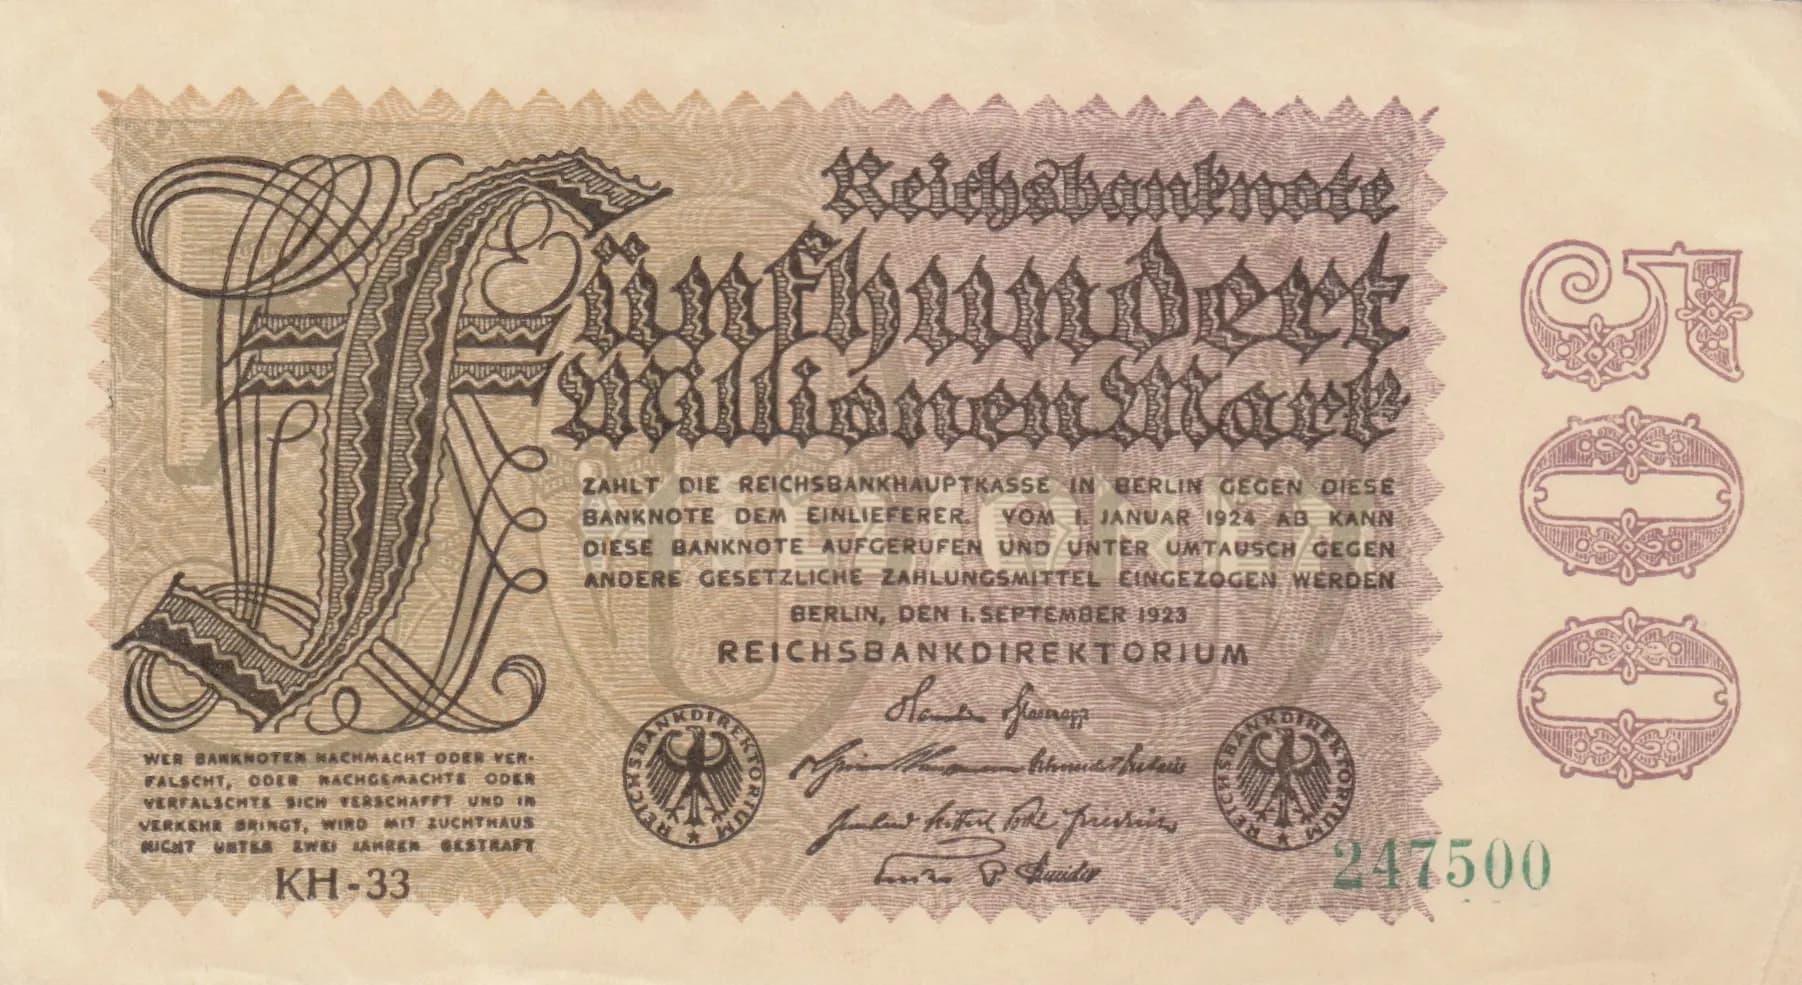 Reichsbanknote
Fünfhundert
Millionen Mark
ZAHLT DIE REICHSBANKHAUPTKASSE IN BERLIN GEGEN DIESE
BANKNOTE DEM EINLIEFERER. VOM 1. JANUAR 1924 AB KANN
DIESE BANKNOTE AUFGERUFEN UND UNTER UMTAUSCH GEGEN
ANDERE GESETZLICHE ZAHLUNGSMITTEL EINGEZOGEN WERDEN
BERLIN, DEN 1. SEPTEMBER 1923
REICHSBANKDIREKTORIUM
REICHSBANKDIREKTORIUM
REICHSBANKDIREKTORIUM
WER BANKNOTEN NACHMACHT ODER VER-
FALSCHT, ODER NACHGEMACHTE ODER
VERFALSCHTE SICH VERSCHAFFT UND IN
VERKEHR BRINGT, WIRD MIT ZUCHTHAUS
NICHT UNTER ZWEI JAHREN BESTRAFT
KH-33
247500
500